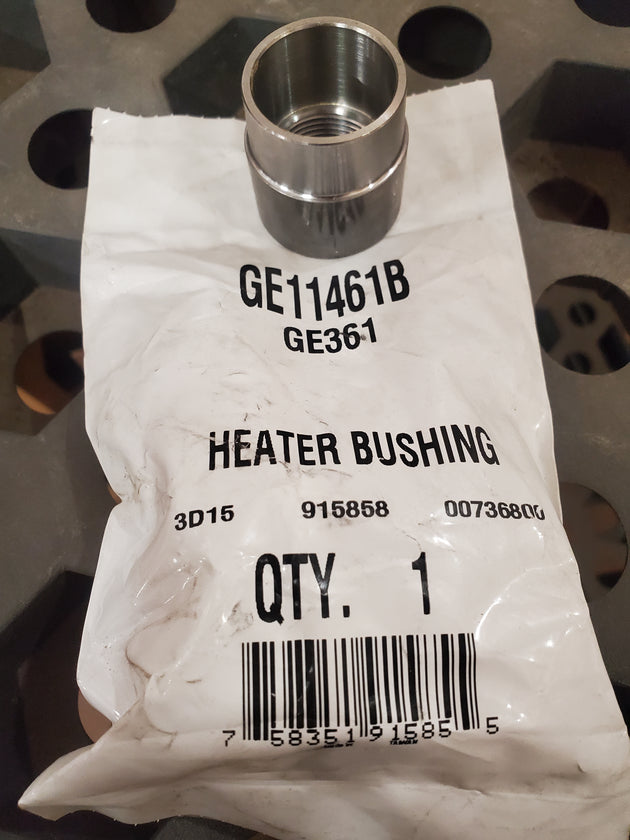 GE11461B
GE361
HEATER BUSHING
3D15 915858 00736800
QTY. 1
7 58351 91585 5